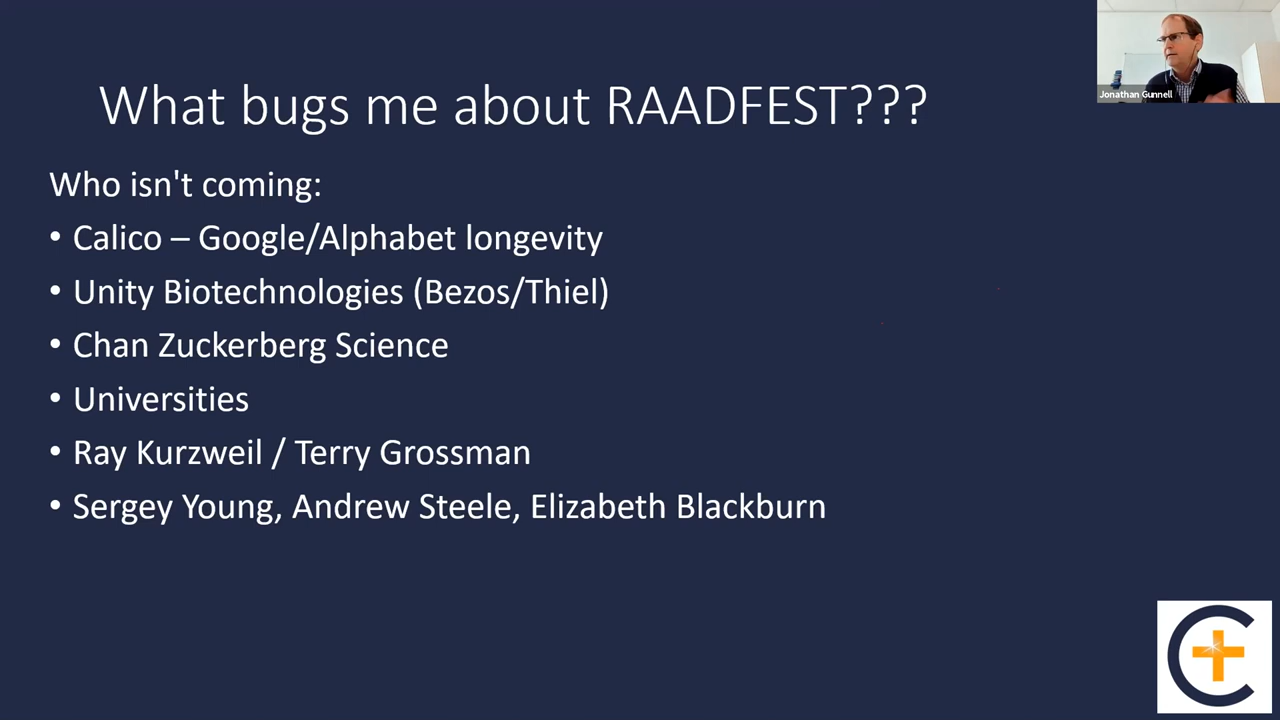 Jonathan Gunnell
What bugs me about RAADFEST???
Who isn't coming:
• Calico – Google/Alphabet longevity
• Unity Biotechnologies (Bezos/Thiel)
• Chan Zuckerberg Science
• Universities
• Ray Kurzweil / Terry Grossman
• Sergey Young, Andrew Steele, Elizabeth Blackburn